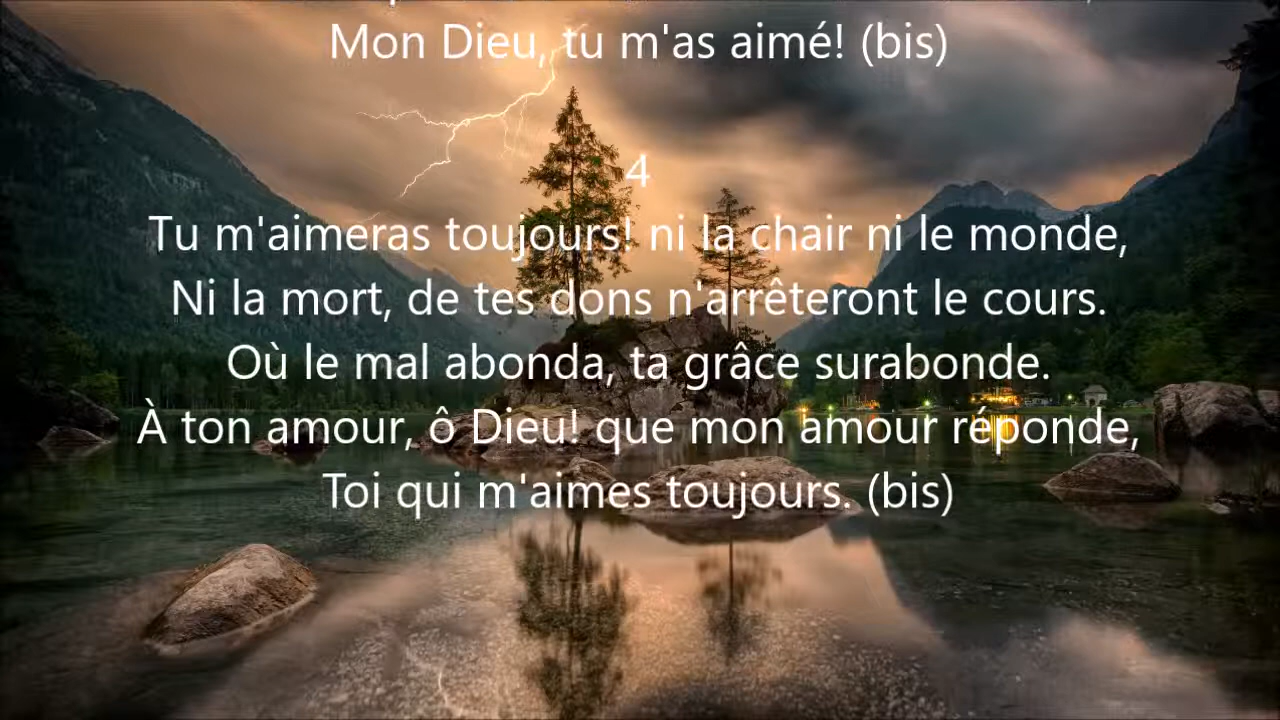 Mon Dieu, tu m'as aimé! (bis)
4
Tu m'aimeras toujours! ni la chair ni le monde,
Ni la mort, de tes dons n'arrêteront le cours.
Où le mal abonda, ta grâce surabonde.
À ton amour, ô Dieu! que mon amour réponde,
Toi qui m'aimes toujours. (bis)